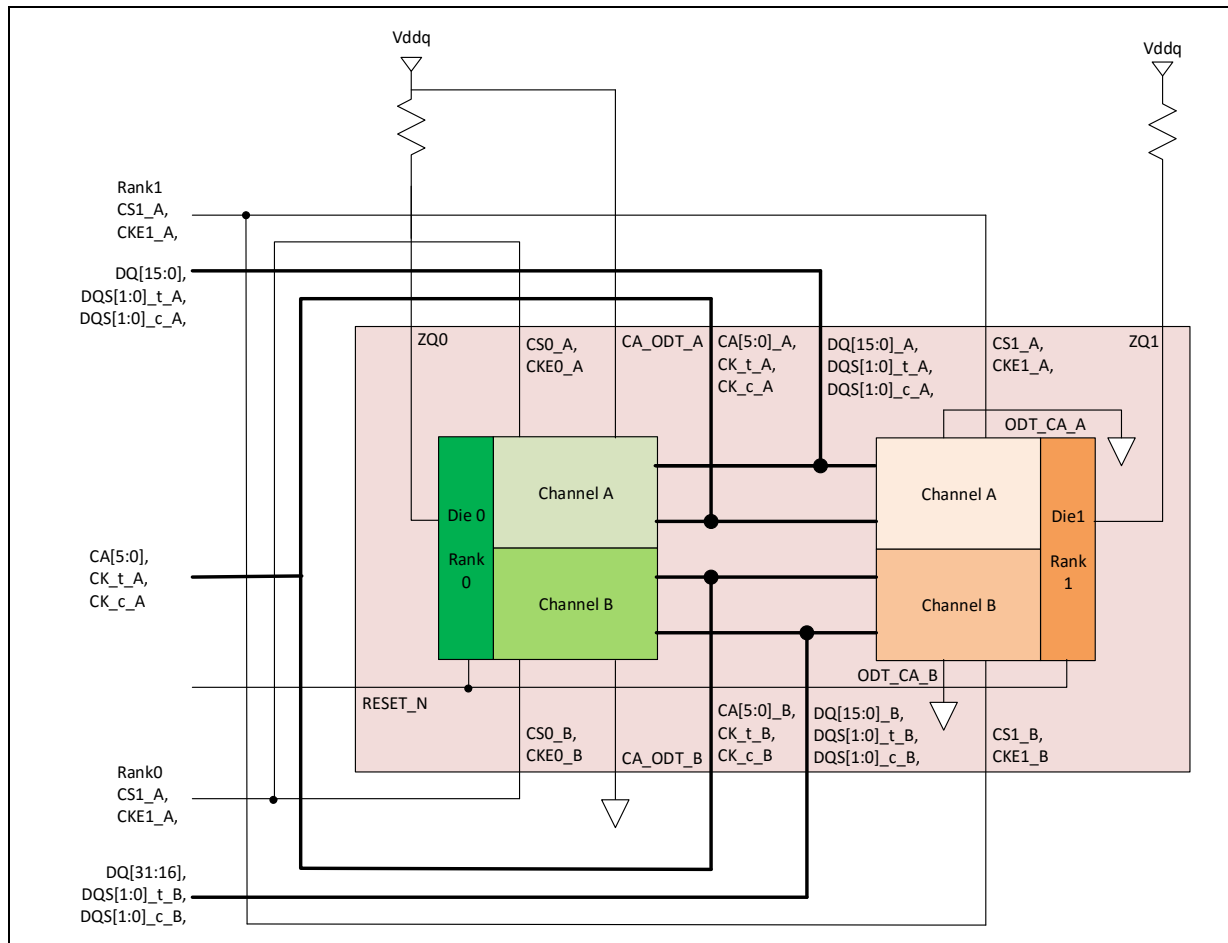 Vddq
Vddq
Rank1
CS1_A,
CKE1_A,
DQ[15:0],
DQS[1:0]_t_A,
DQS[1:0]_c_A,
ZQ0
CS0_A,
CKE0_A
CA_ODT_A
CA[5:0]_A,
CK_t_A,
CK_c_A
DQ[15:0]_A,
DQS[1:0]_t_A,
DQS[1:0]_c_A,
CS1_A,
CKE1_A,
ZQ1
ODT_CA_A
Die 0
Rank
0
Channel A
Channel B
Channel A
Channel B
Die1
Rank
1
CA[5:0],
CK_t_A,
CK_c_A
ODT_CA_B
RESET_N
CS0_B,
CKE0_B
CA_ODT_B
CA[5:0]_B,
CK_t_B,
CK_c_B
DQ[15:0]_B,
DQS[1:0]_t_B,
DQS[1:0]_c_B,
CS1_B,
CKE1_B
Rank0
CS1_A,
CKE1_A,
DQ[31:16],
DQS[1:0]_t_B,
DQS[1:0]_c_B,